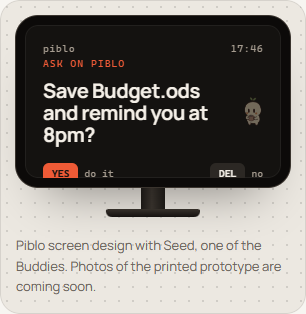 piblo 17:46
ASK ON PIBLO
Save Budget.ods
and remind you at
8pm?
YES do it DEL no
Piblo screen design with Seed, one of the
Buddies. Photos of the printed prototype are
coming soon.